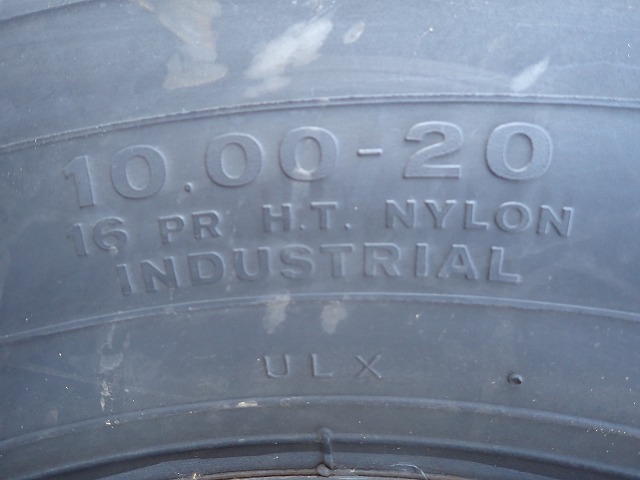 10.00-20
16 PR H.T. NYLON
INDUSTRIAL
ULX